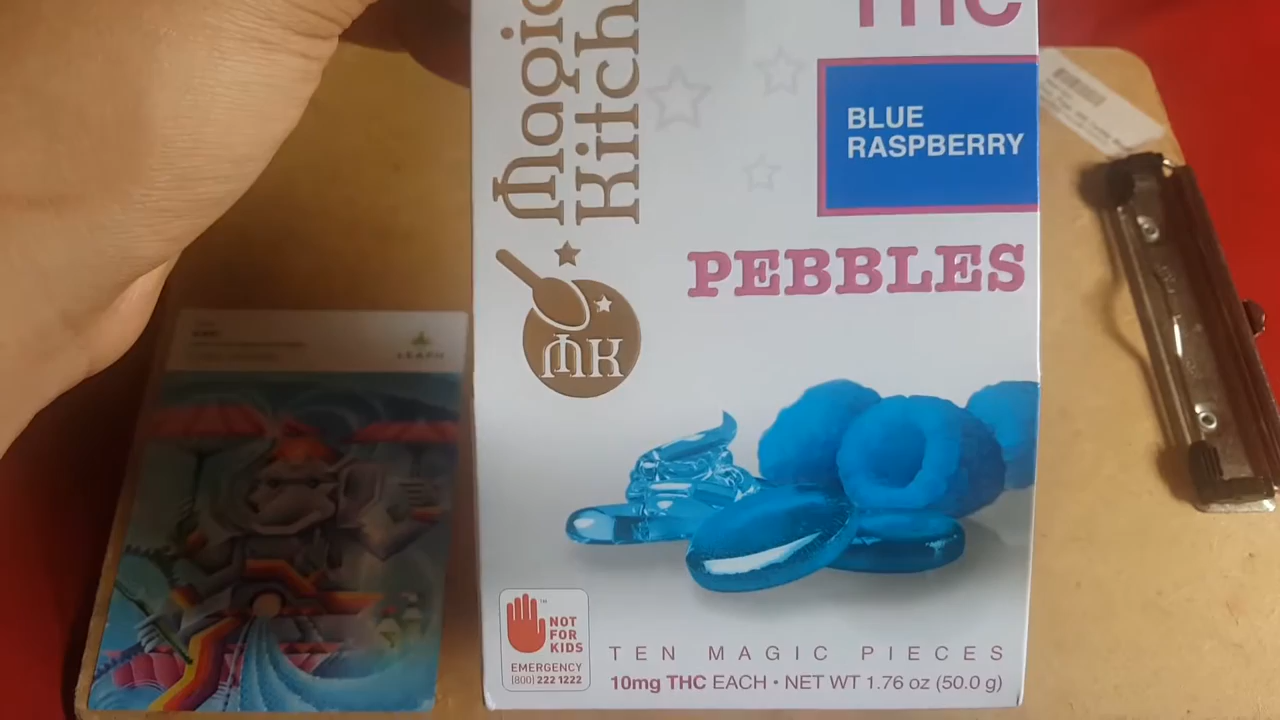 Magic
Kitch
THC
BLUE
RASPBERRY
PEBBLES
MK
NOT
FOR
KIDS
EMERGENCY
(800) 222 1222
TEN MAGIC PIECES
10mg THC EACH • NET WT 1.76 oz (50.0 g)
LEAFH